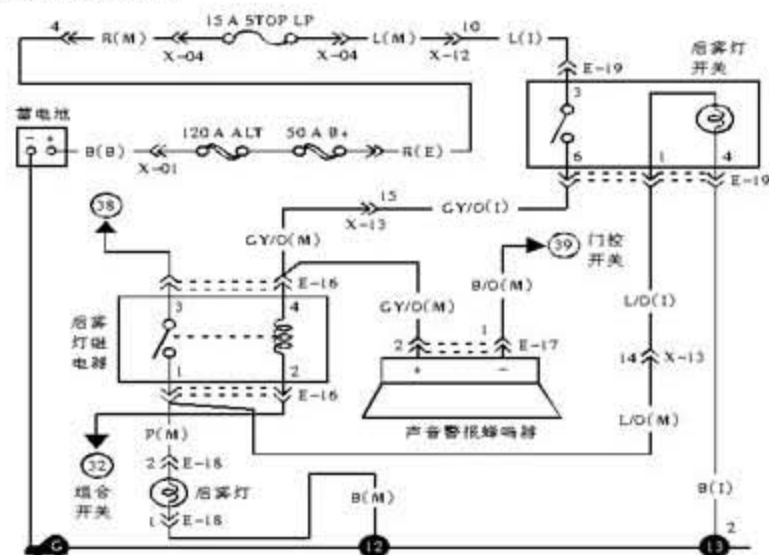 15A STOP LP
4 R(M) X-04 X-04 L(M) X-12 10 L(I)
E-19
后雾灯
开关
3
6 1 4
E-19
蓄电池
- +
B(B) X-01 120A ALT 50A B+ R(E)
38
15
X-13
GY/O(I)
GY/O(M)
39
门控
开关
E-16
B/O(M)
GY/O(M)
L/O(I)
3 4
后雾
灯继
电器
1 2
E-16
2 1 E-17
+ -
声音警报蜂鸣器
14 X-13
L/O(M)
P(M)
32
组合
开关
2 E-18
后雾灯
1 E-18
B(M)
B(I)
2
G 12 13